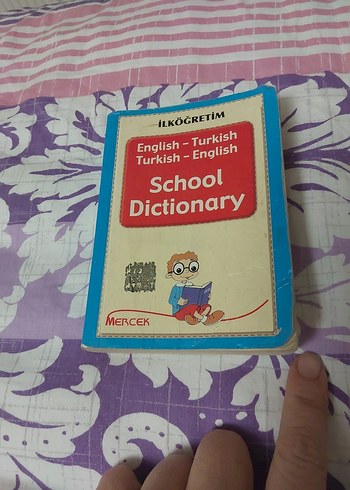 İLKÖĞRETİM
English – Turkish
Turkish – English
School
Dictionary
MERCEK